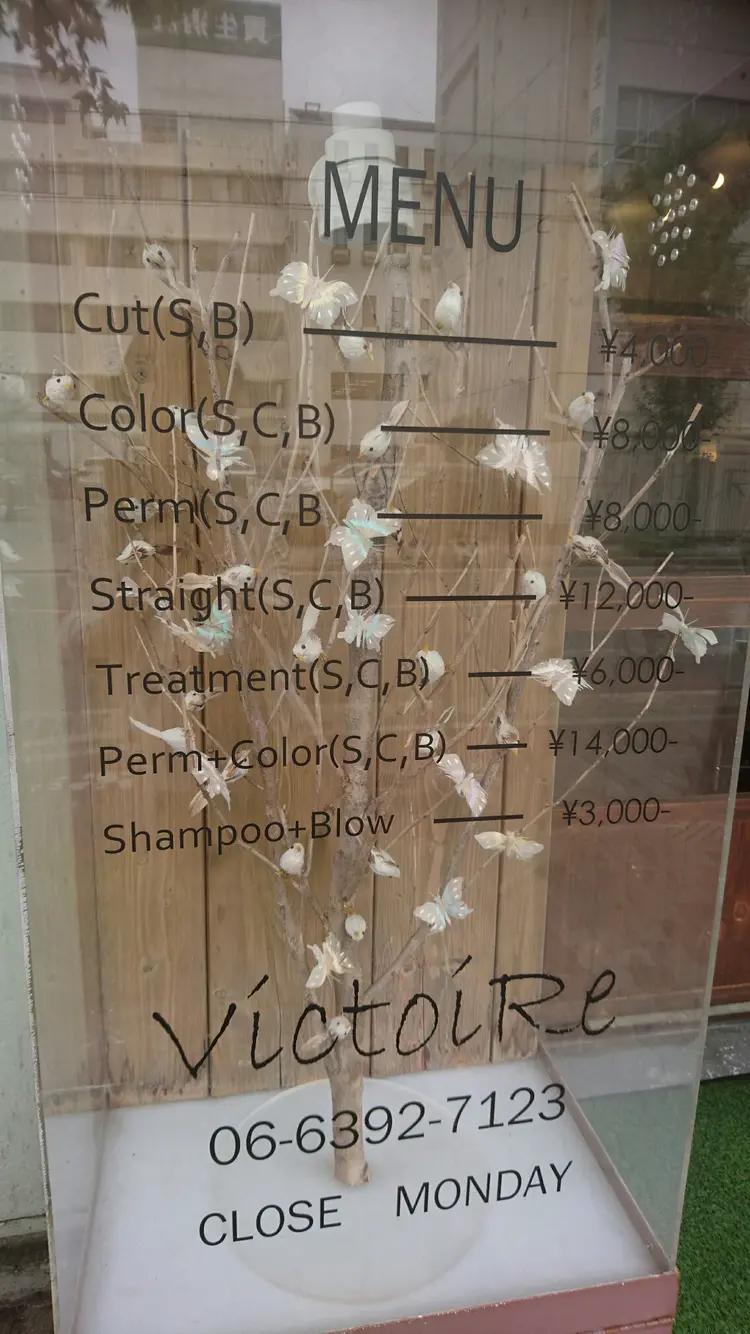 MENU
Cut(S,B) ¥4,000-
Color(S,C,B) ¥8,000-
Perm(S,C,B ¥8,000-
Straight(S,C,B) ¥12,000-
Treatment(S,C,B) ¥6,000-
Perm+Color(S,C,B) ¥14,000-
Shampoo+Blow ¥3,000-
VictoiRe
06-6392-7123
CLOSE MONDAY